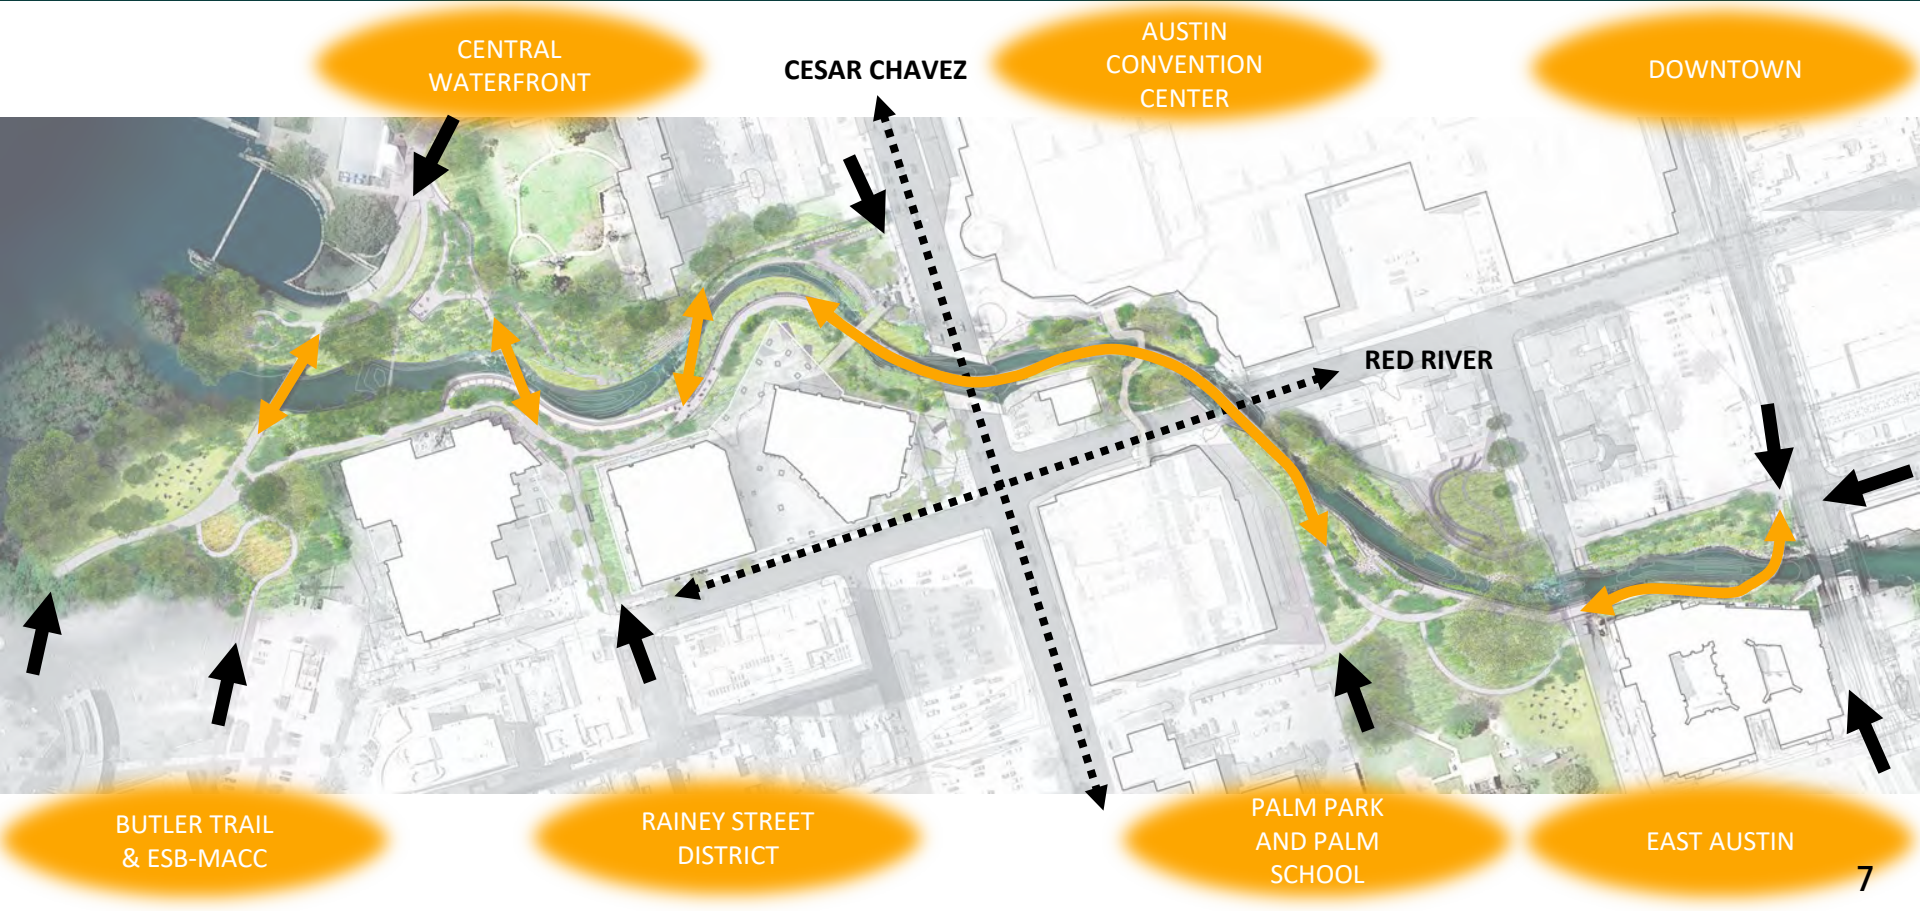 CENTRAL
WATERFRONT
CESAR CHAVEZ
AUSTIN
CONVENTION
CENTER
DOWNTOWN
RED RIVER
BUTLER TRAIL
& ESB-MACC
RAINEY STREET
DISTRICT
PALM PARK
AND PALM
SCHOOL
EAST AUSTIN
7